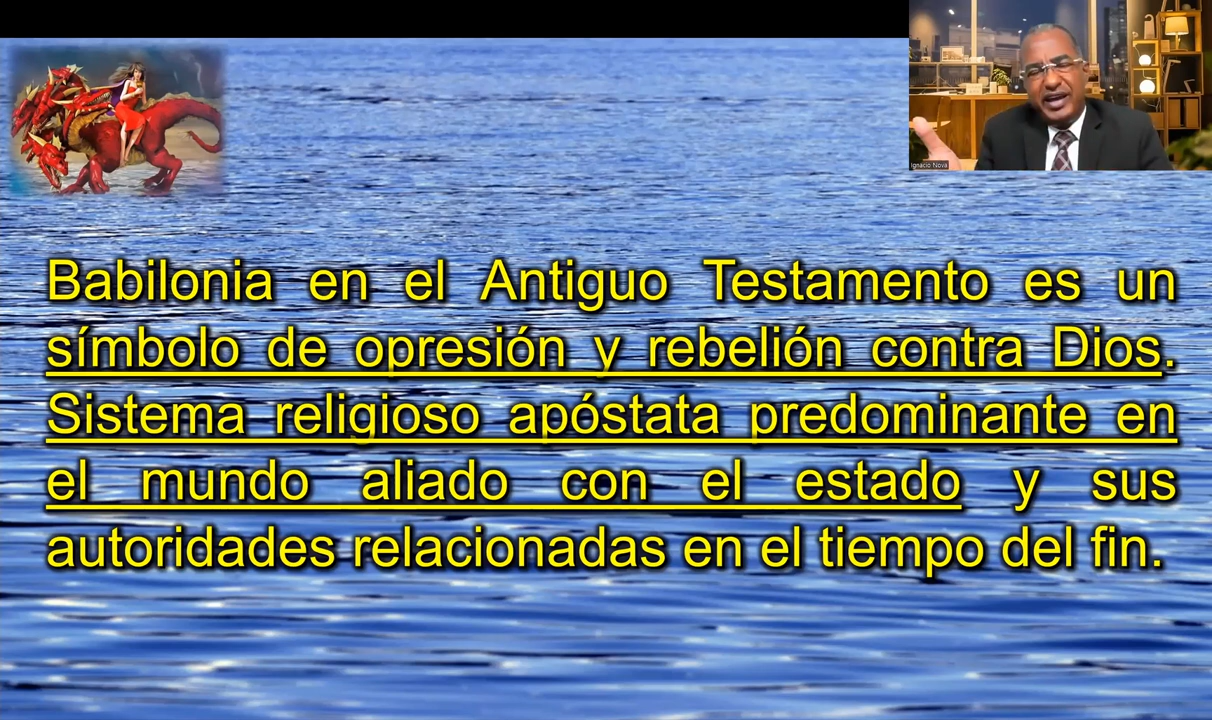 Ignacio Nova
Babilonia en el Antiguo Testamento es un
símbolo de opresión y rebelión contra Dios.
Sistema religioso apóstata predominante en
el mundo aliado con el estado y sus
autoridades relacionadas en el tiempo del fin.